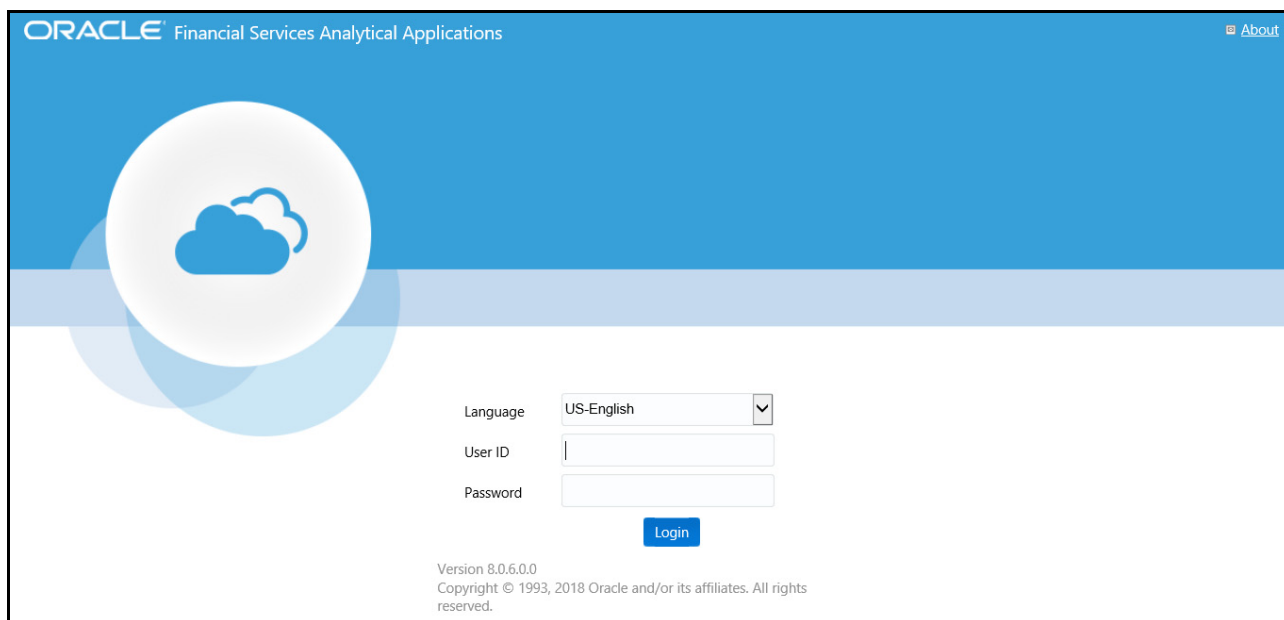 ORACLE Financial Services Analytical Applications
About
Language US-English
User ID
Password
Login
Version 8.0.6.0.0
Copyright © 1993, 2018 Oracle and/or its affiliates. All rights
reserved.